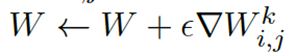 W ← W + ϵ∇W^k_{i,j}